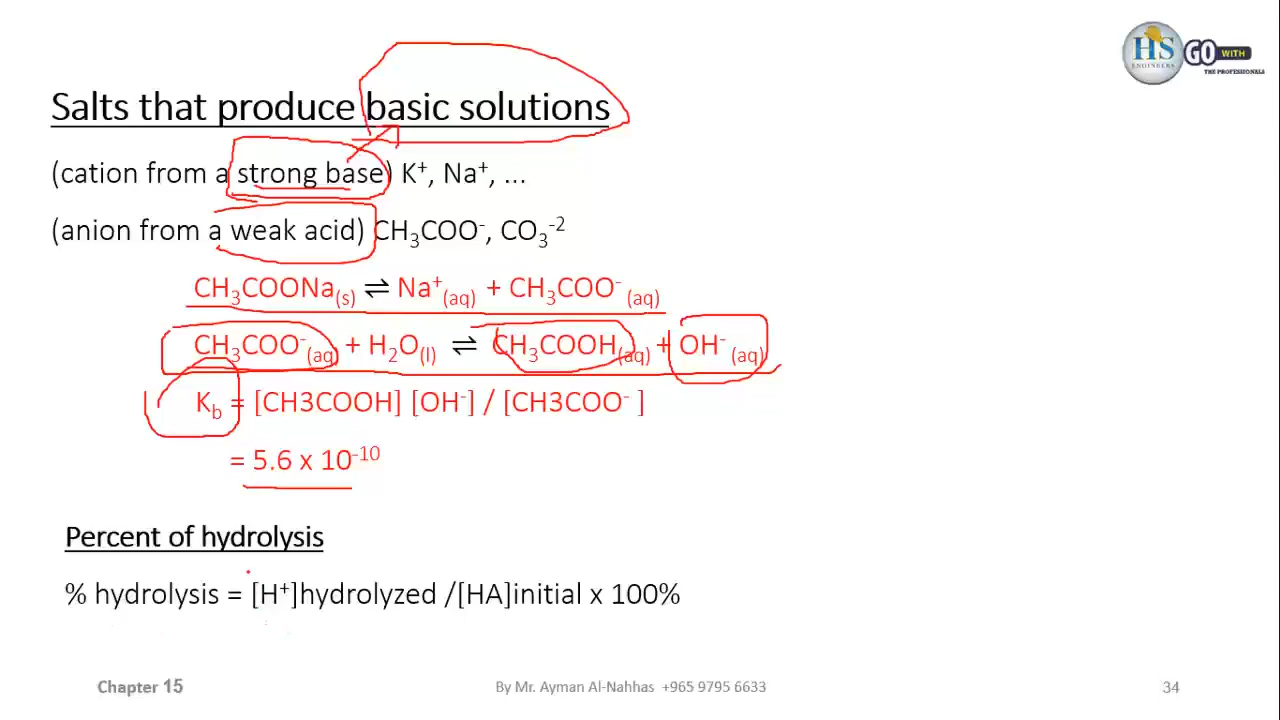 HS
ENGINEERS
GO WITH
THE PROFESSIONALS
Salts that produce basic solutions
(cation from a strong base) K⁺, Na⁺, ...
(anion from a weak acid) CH₃COO⁻, CO₃⁻²
CH₃COONa₍s₎ ⇌ Na⁺₍aq₎ + CH₃COO⁻ ₍aq₎
CH₃COO⁻₍aq₎ + H₂O₍l₎ ⇌ CH₃COOH₍aq₎ + OH⁻ ₍aq₎
K_b = [CH3COOH] [OH⁻] / [CH3COO⁻ ]
= 5.6 x 10⁻¹⁰
Percent of hydrolysis
% hydrolysis = [H⁺]hydrolyzed /[HA]initial x 100%
Chapter 15
By Mr. Ayman Al-Nahhas +965 9795 6633
34